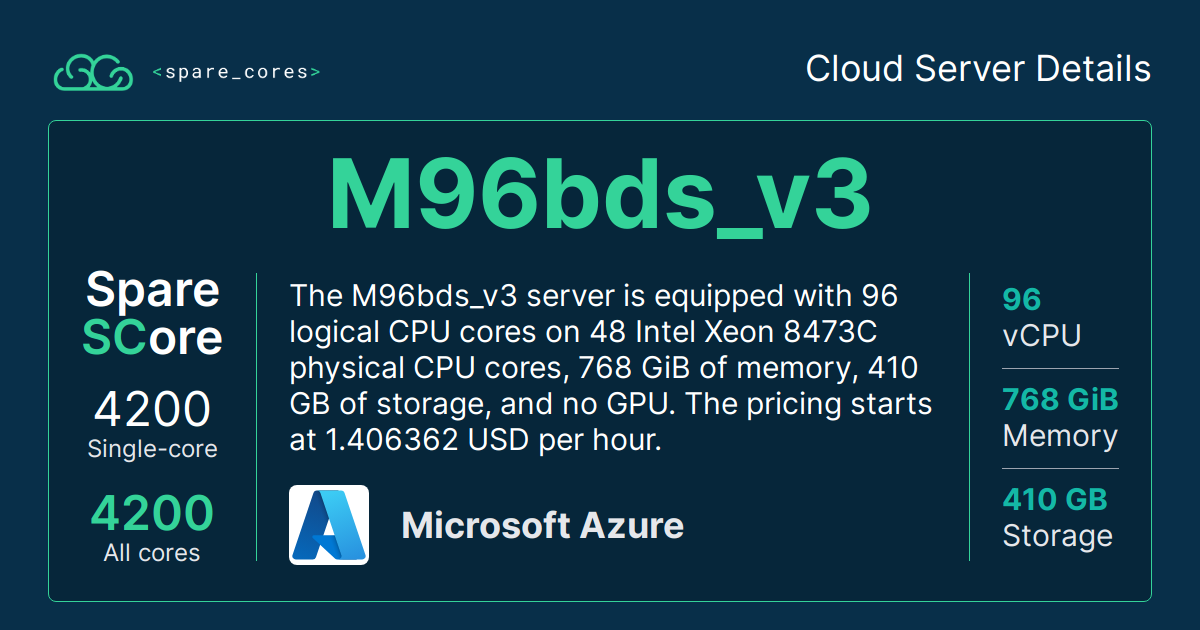 <spare_cores>
Cloud Server Details
M96bds_v3
Spare
SCore
4200
Single-core
4200
All cores
The M96bds_v3 server is equipped with 96
logical CPU cores on 48 Intel Xeon 8473C
physical CPU cores, 768 GiB of memory, 410
GB of storage, and no GPU. The pricing starts
at 1.406362 USD per hour.
Microsoft Azure
96
vCPU
768 GiB
Memory
410 GB
Storage